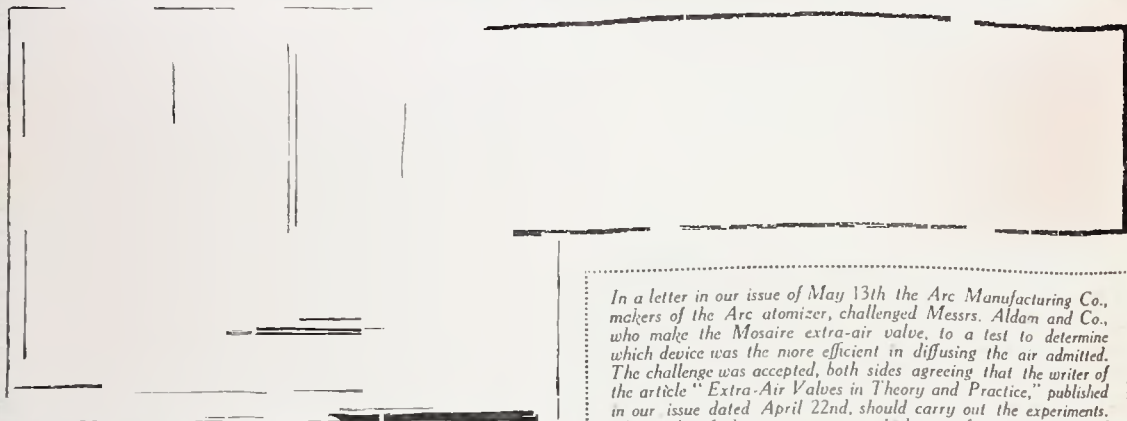 In a letter in our issue of May 13th the Arc Manufacturing Co.,
makers of the Arc atomizer, challenged Messrs. Aldam and Co.,
who make the Mosaire extra-air valve, to a test to determine
which device was the more efficient in diffusing the air admitted.
The challenge was accepted, both sides agreeing that the writer of
the article "Extra-Air Valves in Theory and Practice," published
in our issue dated April 22nd, should carry out the experiments.